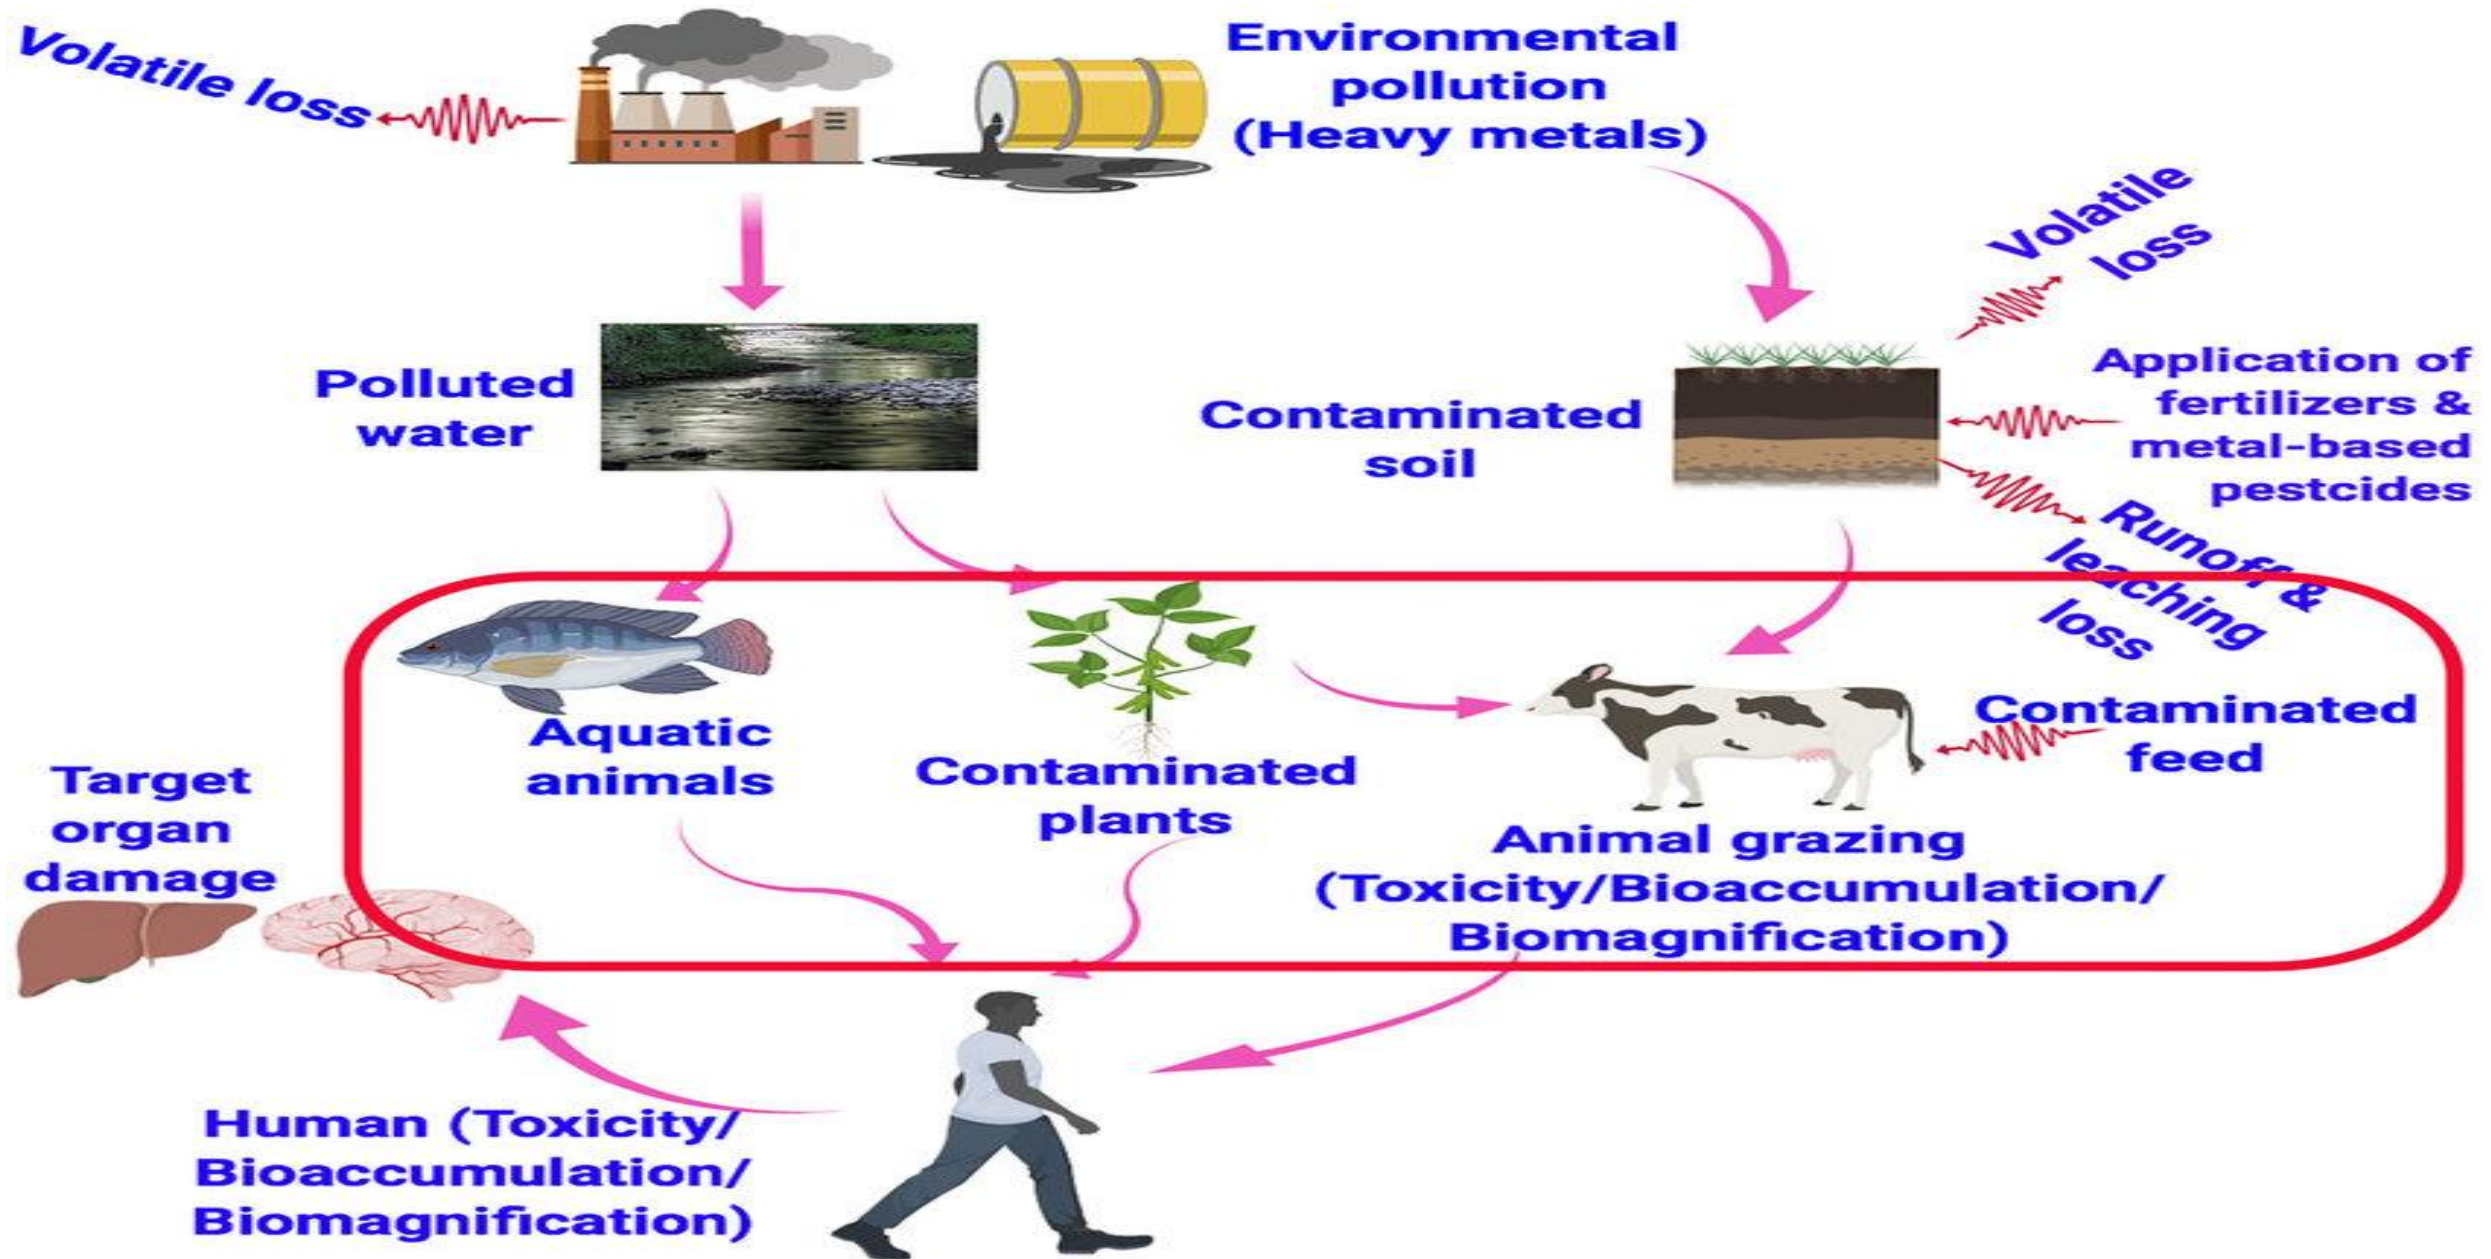 Volatile loss
Environmental
pollution
(Heavy metals)
Volatile
loss
Polluted
water
Contaminated
soil
Application of
fertilizers &
metal-based
pestcides
Runoff &
leaching
loss
Aquatic
animals
Contaminated
plants
Contaminated
feed
Animal grazing
(Toxicity/Bioaccumulation/
Biomagnification)
Target
organ
damage
Human (Toxicity/
Bioaccumulation/
Biomagnification)